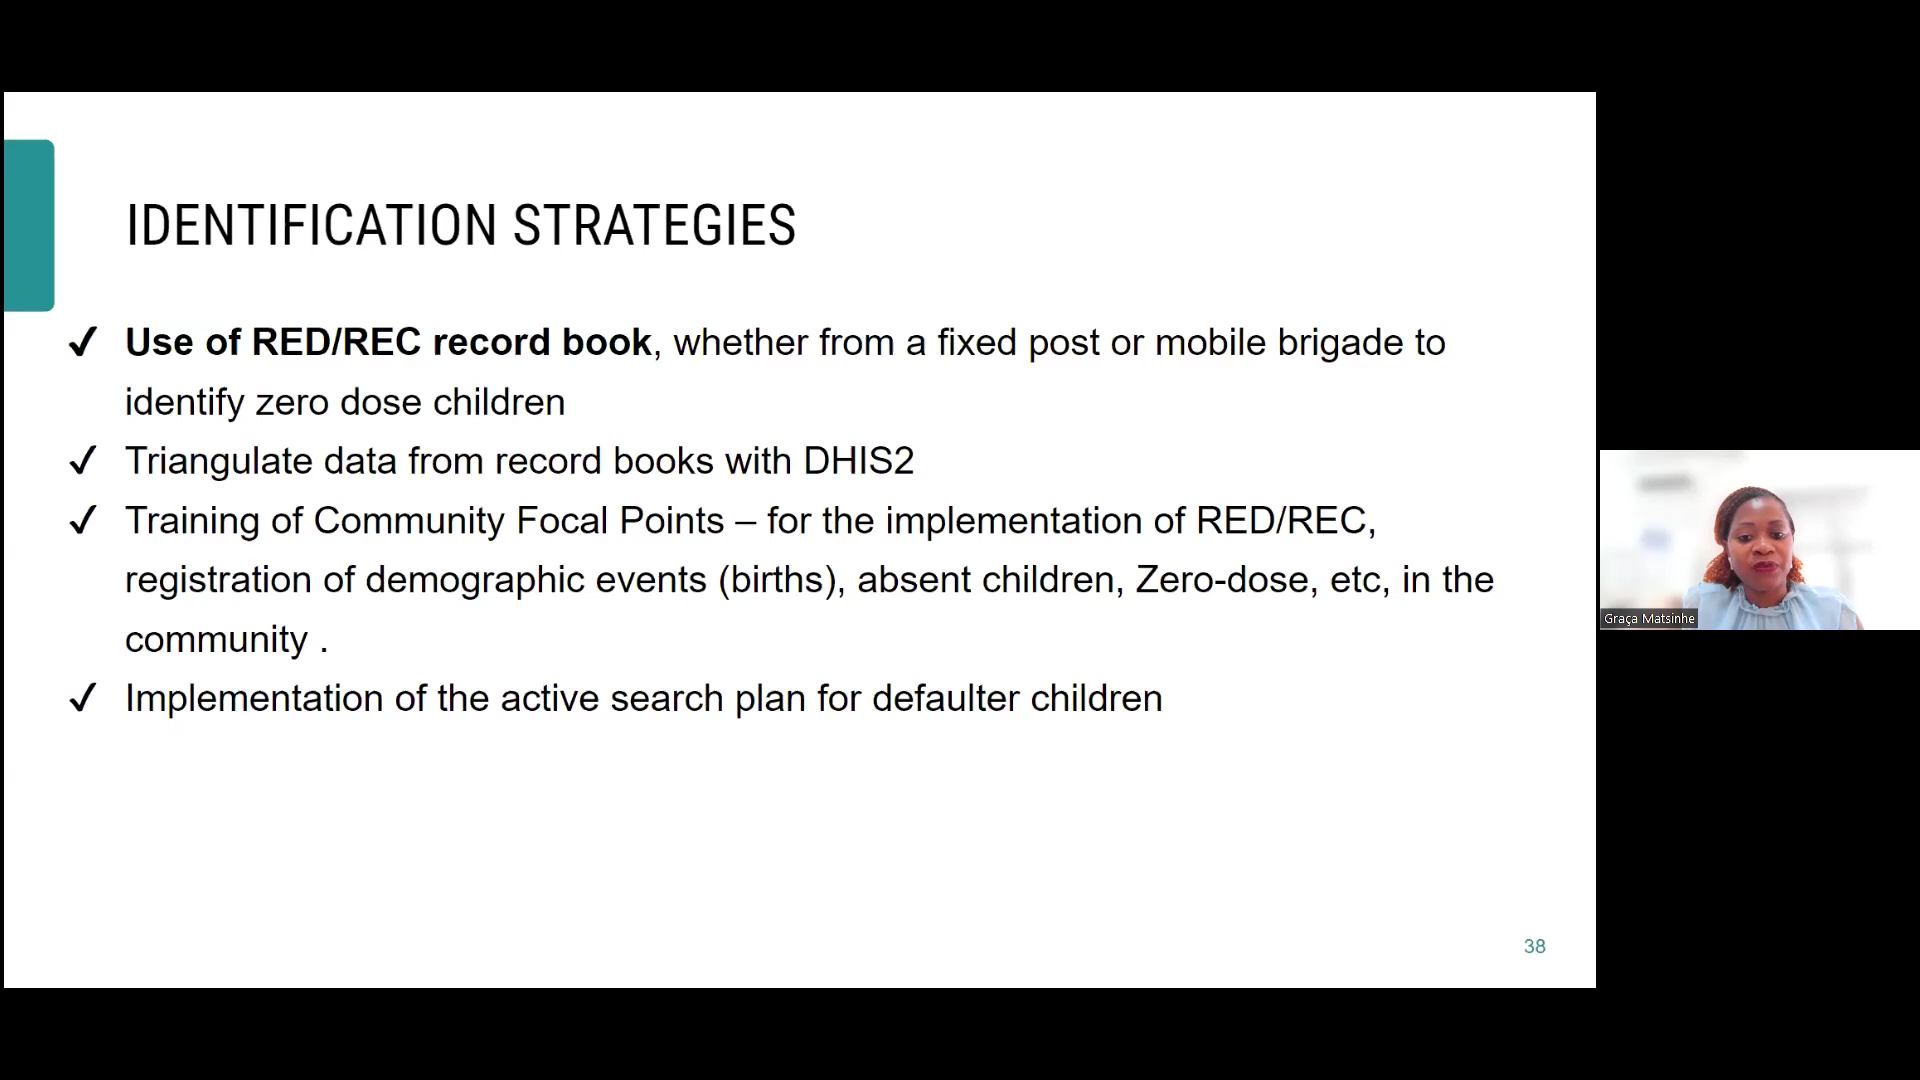 IDENTIFICATION STRATEGIES
✓ Use of RED/REC record book, whether from a fixed post or mobile brigade to
identify zero dose children
✓ Triangulate data from record books with DHIS2
✓ Training of Community Focal Points – for the implementation of RED/REC,
registration of demographic events (births), absent children, Zero-dose, etc, in the
community .
✓ Implementation of the active search plan for defaulter children
Graça Matsinhe
38